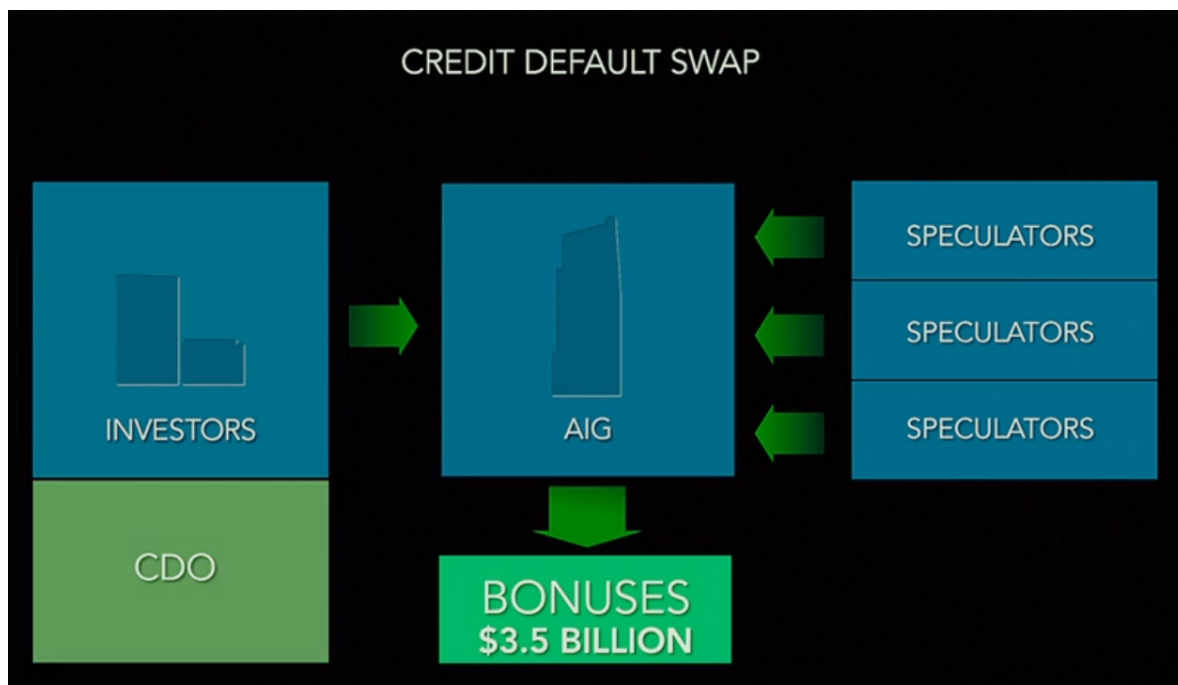 CREDIT DEFAULT SWAP
INVESTORS
CDO
AIG
BONUSES
$3.5 BILLION
SPECULATORS
SPECULATORS
SPECULATORS